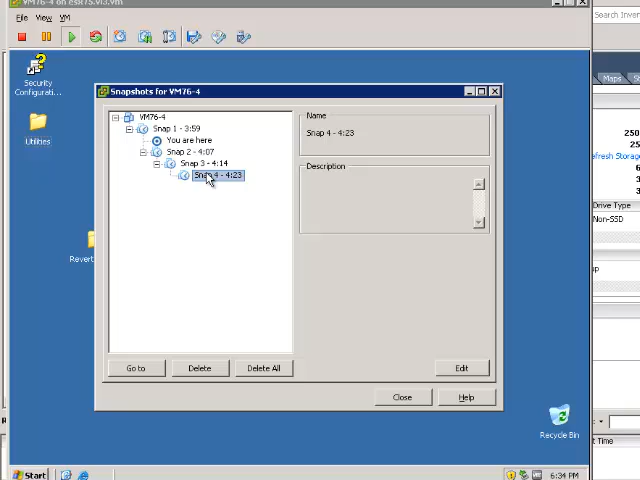 VM76-4 on esx75.vi3.vm
File View VM
Search Invent
Security
Configurati...
Utilities
Revert
Snapshots for VM76-4
VM76-4
Snap 1 - 3:59
You are here
Snap 2 - 4:07
Snap 3 - 4:14
Snap 4 - 4:23
Name
Snap 4 - 4:23
Description
Go to
Delete
Delete All
Edit
Close
Help
Maps
250
efresh Storage
Drive Type
Non-SSD
Recycle Bin
t Time
Start
6:34 PM